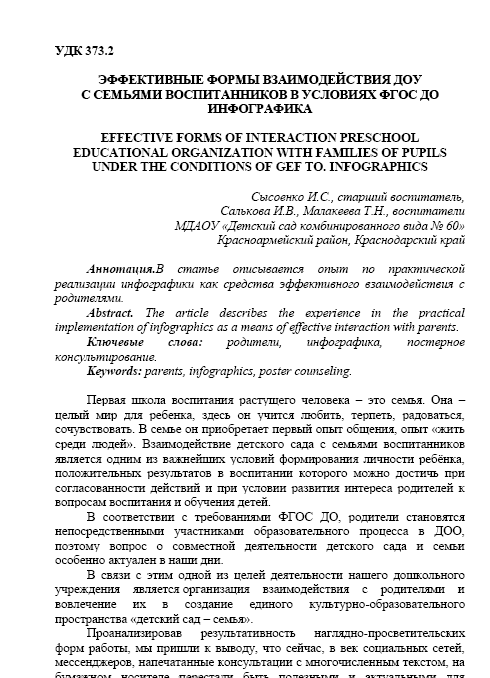 УДК 373.2
ЭФФЕКТИВНЫЕ ФОРМЫ ВЗАИМОДЕЙСТВИЯ ДОУ
С СЕМЬЯМИ ВОСПИТАННИКОВ В УСЛОВИЯХ ФГОС ДО
ИНФОГРАФИКА
EFFECTIVE FORMS OF INTERACTION PRESCHOOL
EDUCATIONAL ORGANIZATION WITH FAMILIES OF PUPILS
UNDER THE CONDITIONS OF GEF TO. INFOGRAPHICS
Сысоенко И.С., старший воспитатель,
Салькова И.В., Малакеева Т.Н., воспитатели
МДАОУ «Детский сад комбинированного вида № 60»
Красноармейский район, Краснодарский край
Аннотация.В статье описывается опыт по практической
реализации инфографики как средства эффективного взаимодействия с
родителями.
Abstract. The article describes the experience in the practical
implementation of infographics as a means of effective interaction with parents.
Ключевые слова: родители, инфографика, постерное
консультирование.
Keywords: parents, infographics, poster counseling.
Первая школа воспитания растущего человека – это семья. Она –
целый мир для ребенка, здесь он учится любить, терпеть, радоваться,
сочувствовать. В семье он приобретает первый опыт общения, опыт «жить
среди людей». Взаимодействие детского сада с семьями воспитанников
является одним из важнейших условий формирования личности ребёнка,
положительных результатов в воспитании которого можно достичь при
согласованности действий и при условии развития интереса родителей к
вопросам воспитания и обучения детей.
В соответствии с требованиями ФГОС ДО, родители становятся
непосредственными участниками образовательного процесса в ДОО,
поэтому вопрос о совместной деятельности детского сада и семьи
особенно актуален в наши дни.
В связи с этим одной из целей деятельности нашего дошкольного
учреждения является организация взаимодействия с родителями и
вовлечение их в создание единого культурно-образовательного
пространства «детский сад – семья».
Проанализировав результативность наглядно-просветительских
форм работы, мы пришли к выводу, что сейчас, в век социальных сетей,
мессенджеров, напечатанные консультации с многочисленным текстом, на
бумажном носителе перестали быть полезными и актуальными для